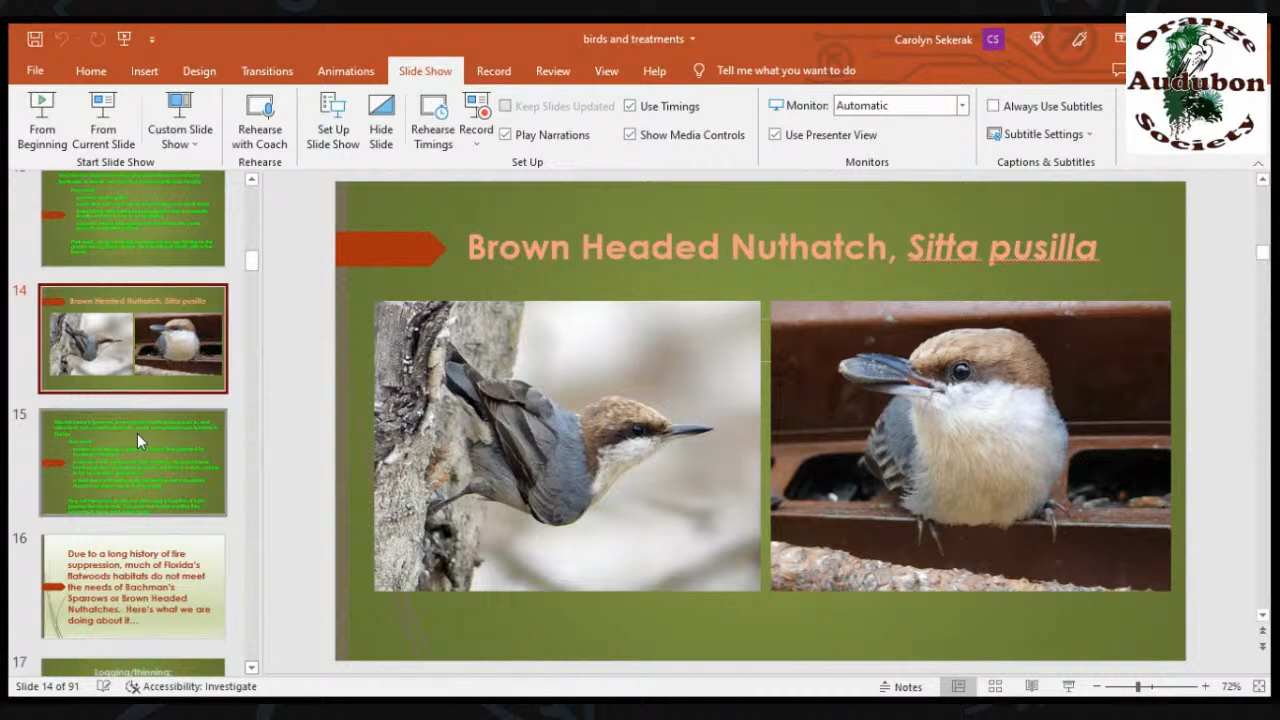 birds and treatments
Carolyn Sekerak
CS
Orange
Audubon
Society
File
Home
Insert
Design
Transitions
Animations
Slide Show
Record
Review
View
Help
Tell me what you want to do
From
Beginning
From
Current Slide
Custom Slide
Show
Start Slide Show
Rehearse
with Coach
Rehearse
Set Up
Slide Show
Hide
Slide
Rehearse
Timings
Record
Keep Slides Updated
Play Narrations
Use Timings
Show Media Controls
Set Up
Monitor:
Automatic
Use Presenter View
Monitors
Always Use Subtitles
Subtitle Settings
Captions & Subtitles
14
Brown Headed Nuthatch, Sitta pusilla
15
16
Due to a long history of fire
suppression, much of Florida's
flatwoods habitats do not meet
the needs of Bachman's
Sparrows or Brown Headed
Nuthatches. Here's what we are
doing about it...
17
Logging/thinning:
Brown Headed Nuthatch, Sitta pusilla
Slide 14 of 91
Accessibility: Investigate
Notes
72%